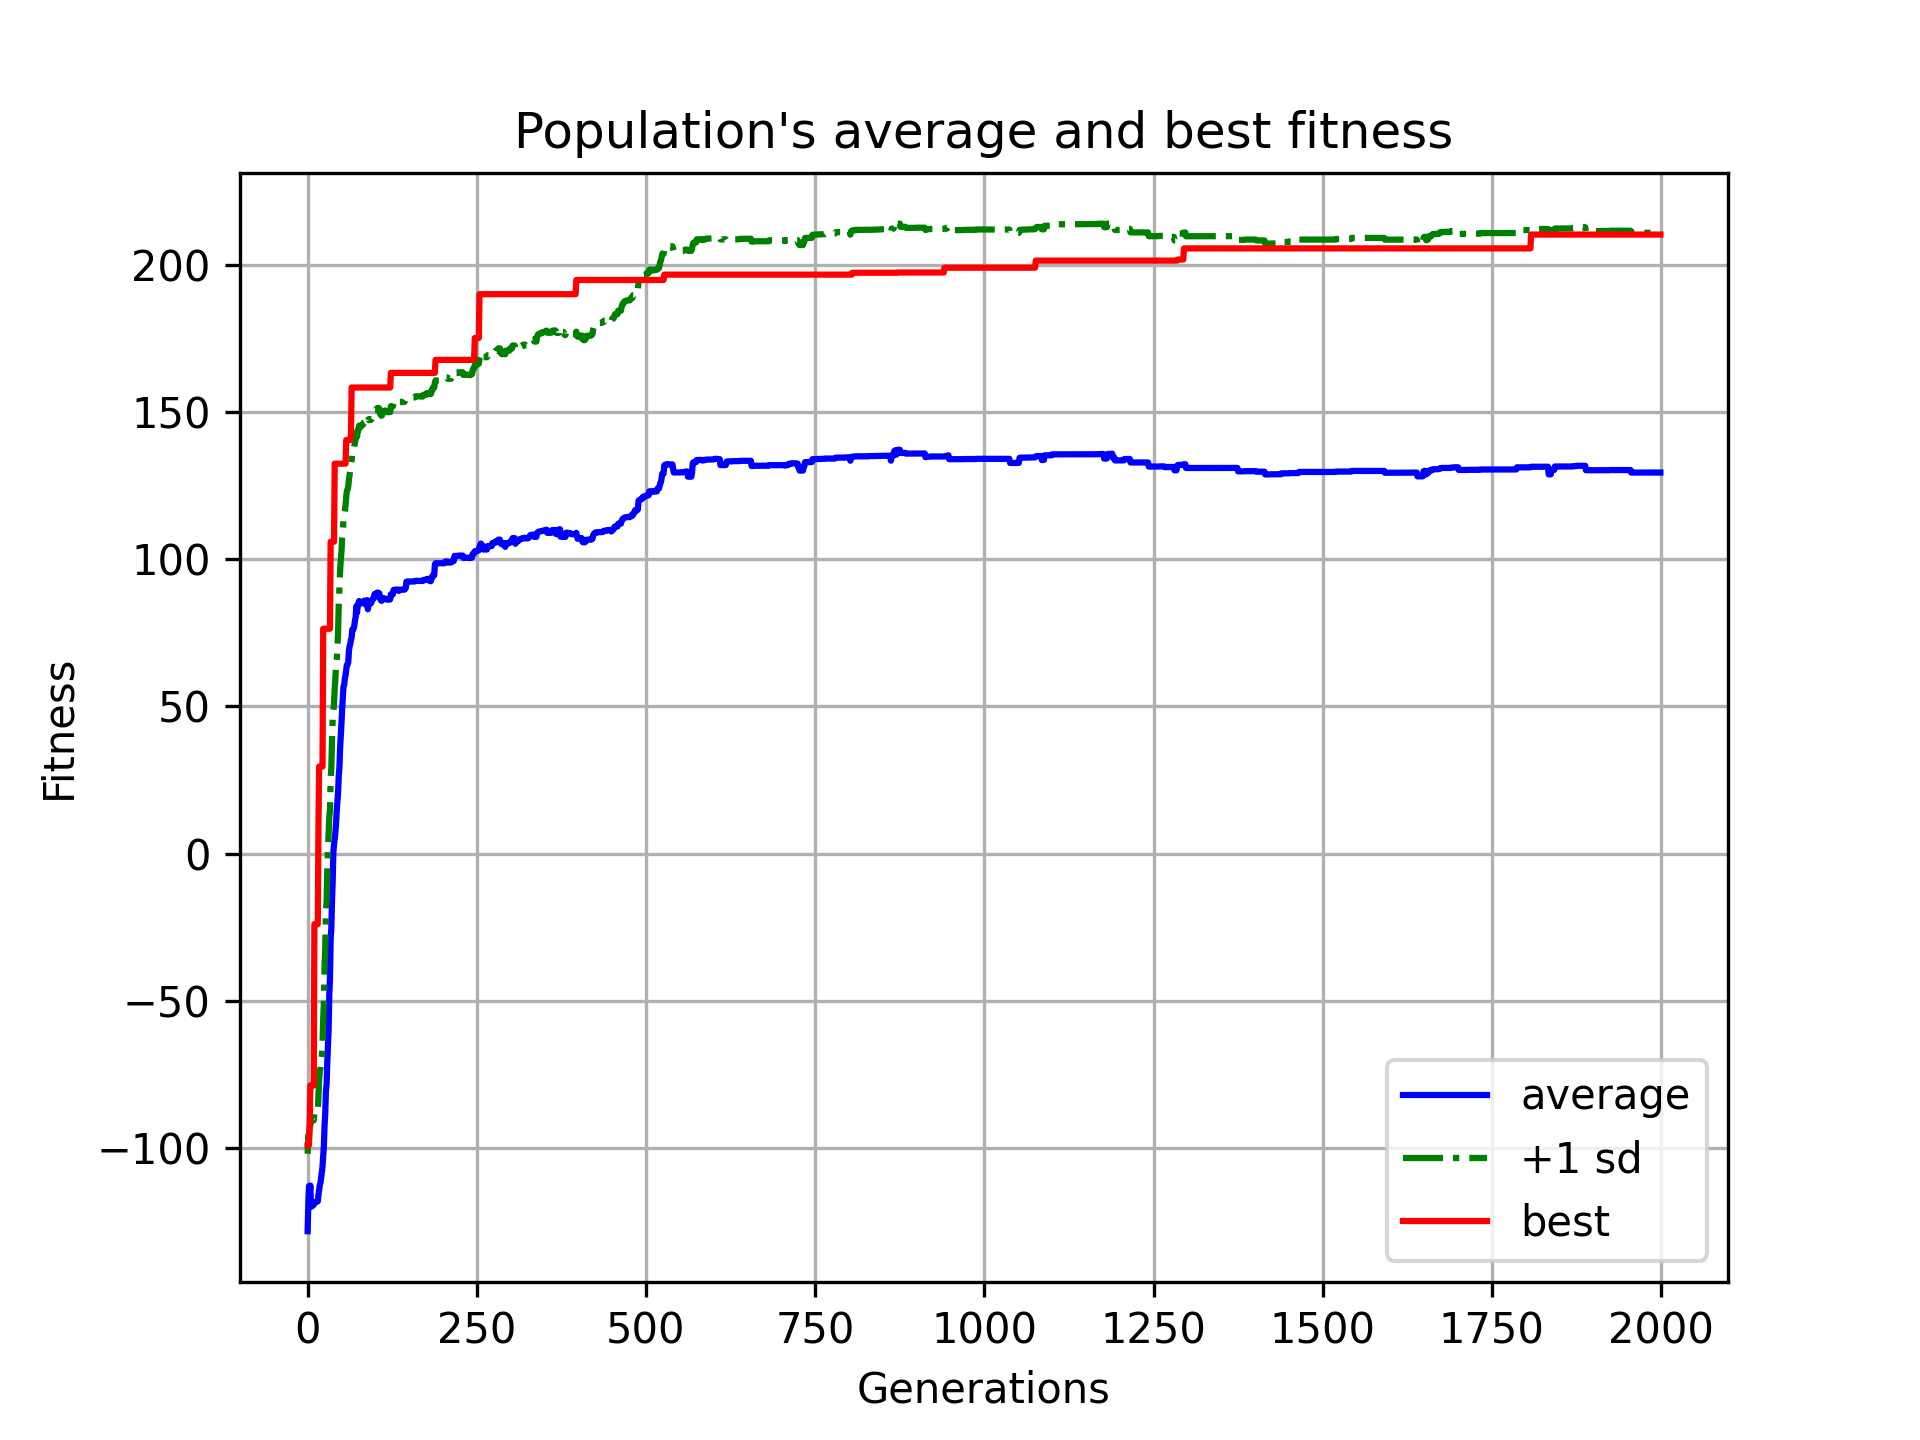 Population's average and best fitness
Fitness
200
150
100
50
0
−50
−100
0 250 500 750 1000 1250 1500 1750 2000
Generations
average
+1 sd
best